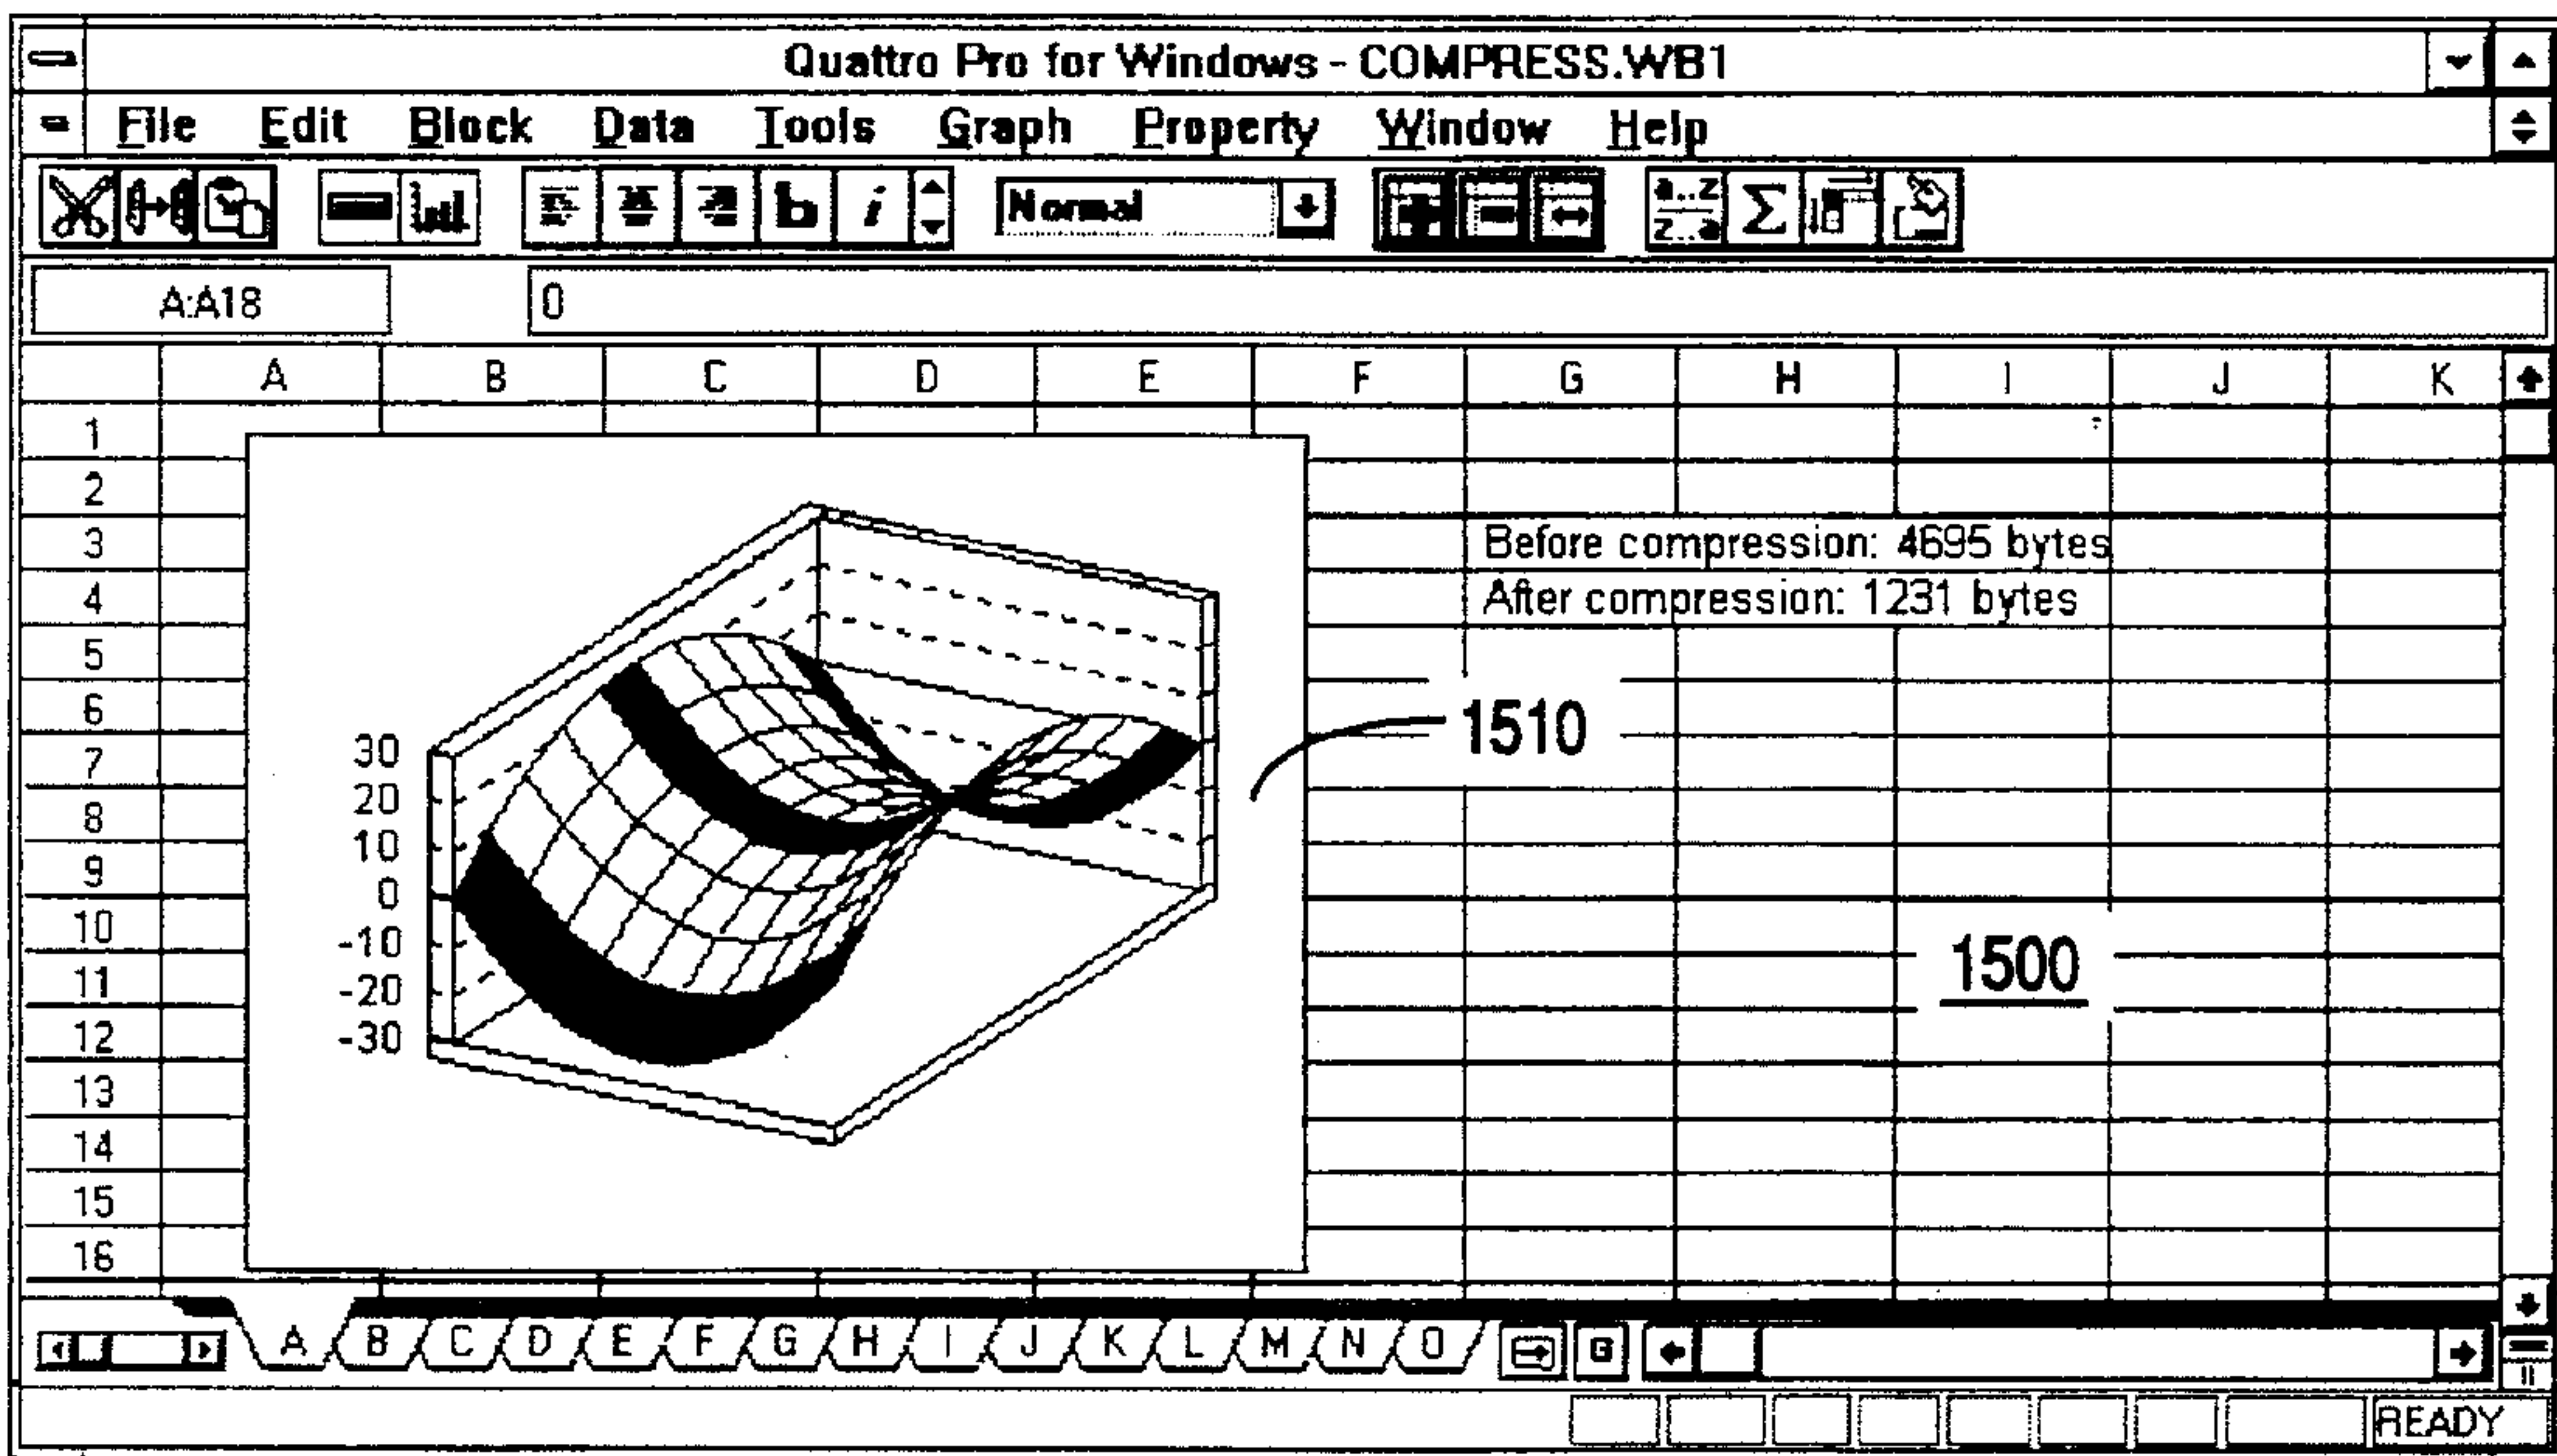 Quattro Pro for Windows - COMPRESS.WB1
File Edit Block Data Tools Graph Property Window Help
b i Normal a..z z..a Σ
A:A18 0
A B C D E F G H I J K
1
2
3 Before compression: 4695 bytes
4 After compression: 1231 bytes
5
6 1510
30
7
20
8
10
9
0
10
-10
1500
11
-20
12
-30
13
14
15
16
A B C D E F G H I J K L M N O G
READY